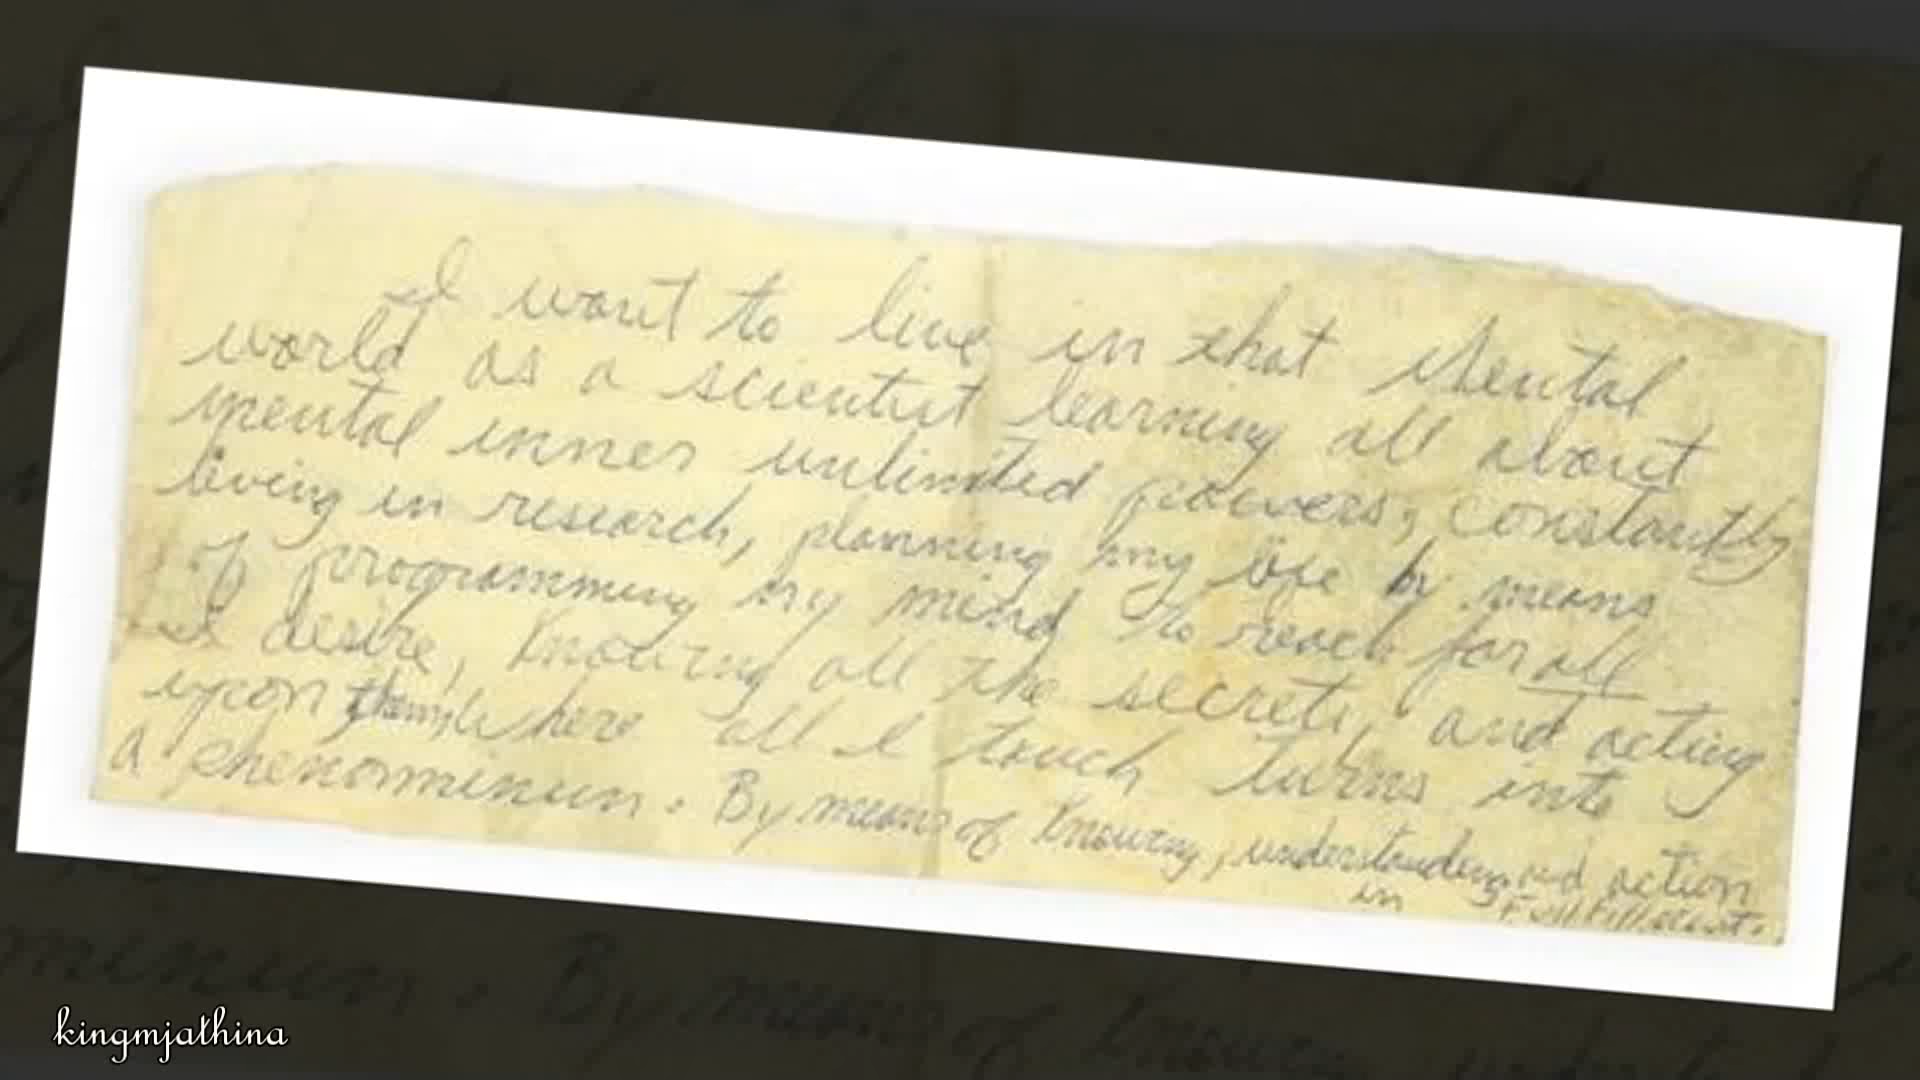 I want to live in that Mental
world as a scientist learning all about
mental inner unlimited powers, constantly
living in research, planning my life by means
of programming my mind to reach for all
I desire, knowing all the secrets, and acting
upon them, where all I touch turns into
a phenorminun. By means of knowing, understanding and action
in Fullfillment.
kingmjathina